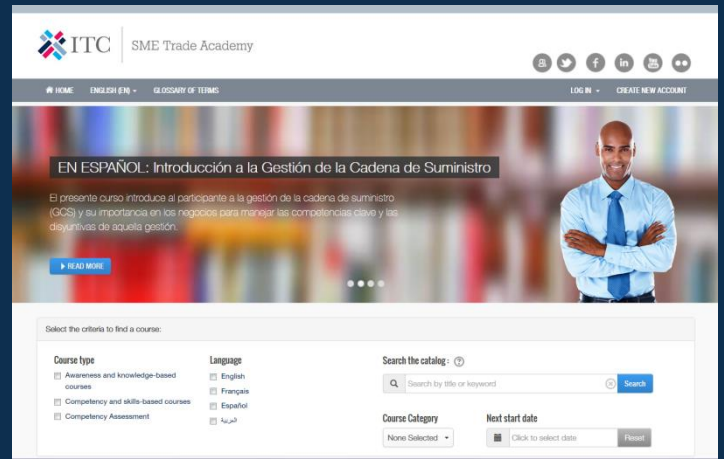 ITC
SME Trade Academy
HOME ENGLISH (EN) GLOSSARY OF TERMS LOG IN CREATE NEW ACCOUNT
EN ESPAÑOL: Introducción a la Gestión de la Cadena de Suministro
El presente curso introduce al participante a la gestión de la cadena de suministro
(GCS) y su importancia en los negocios para manejar las competencias clave y las
disyuntivas de aquella gestión.
READ MORE
Select the criteria to find a course:
Course type
Awareness and knowledge-based
courses
Competency and skills-based courses
Competency Assessment
Language
English
Français
Español
العربية
Search the catalog: ?
Search by title or keyword
Search
Course Category
None Selected
Next start date
Click to select date
Reset